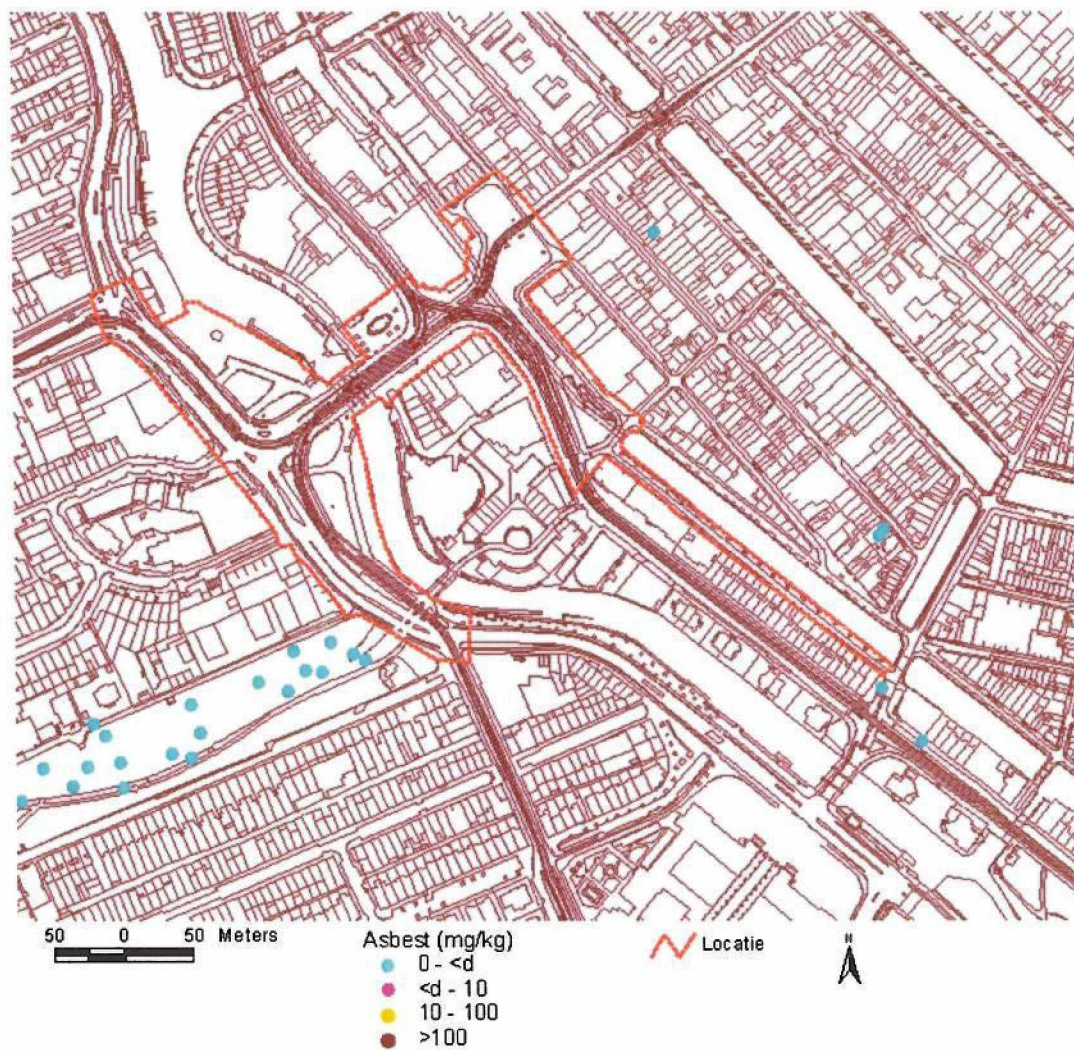 50 0 50 Meters
Asbest (mg/kg)
0 - <d
<d - 10
10 - 100
>100
Locatie
N